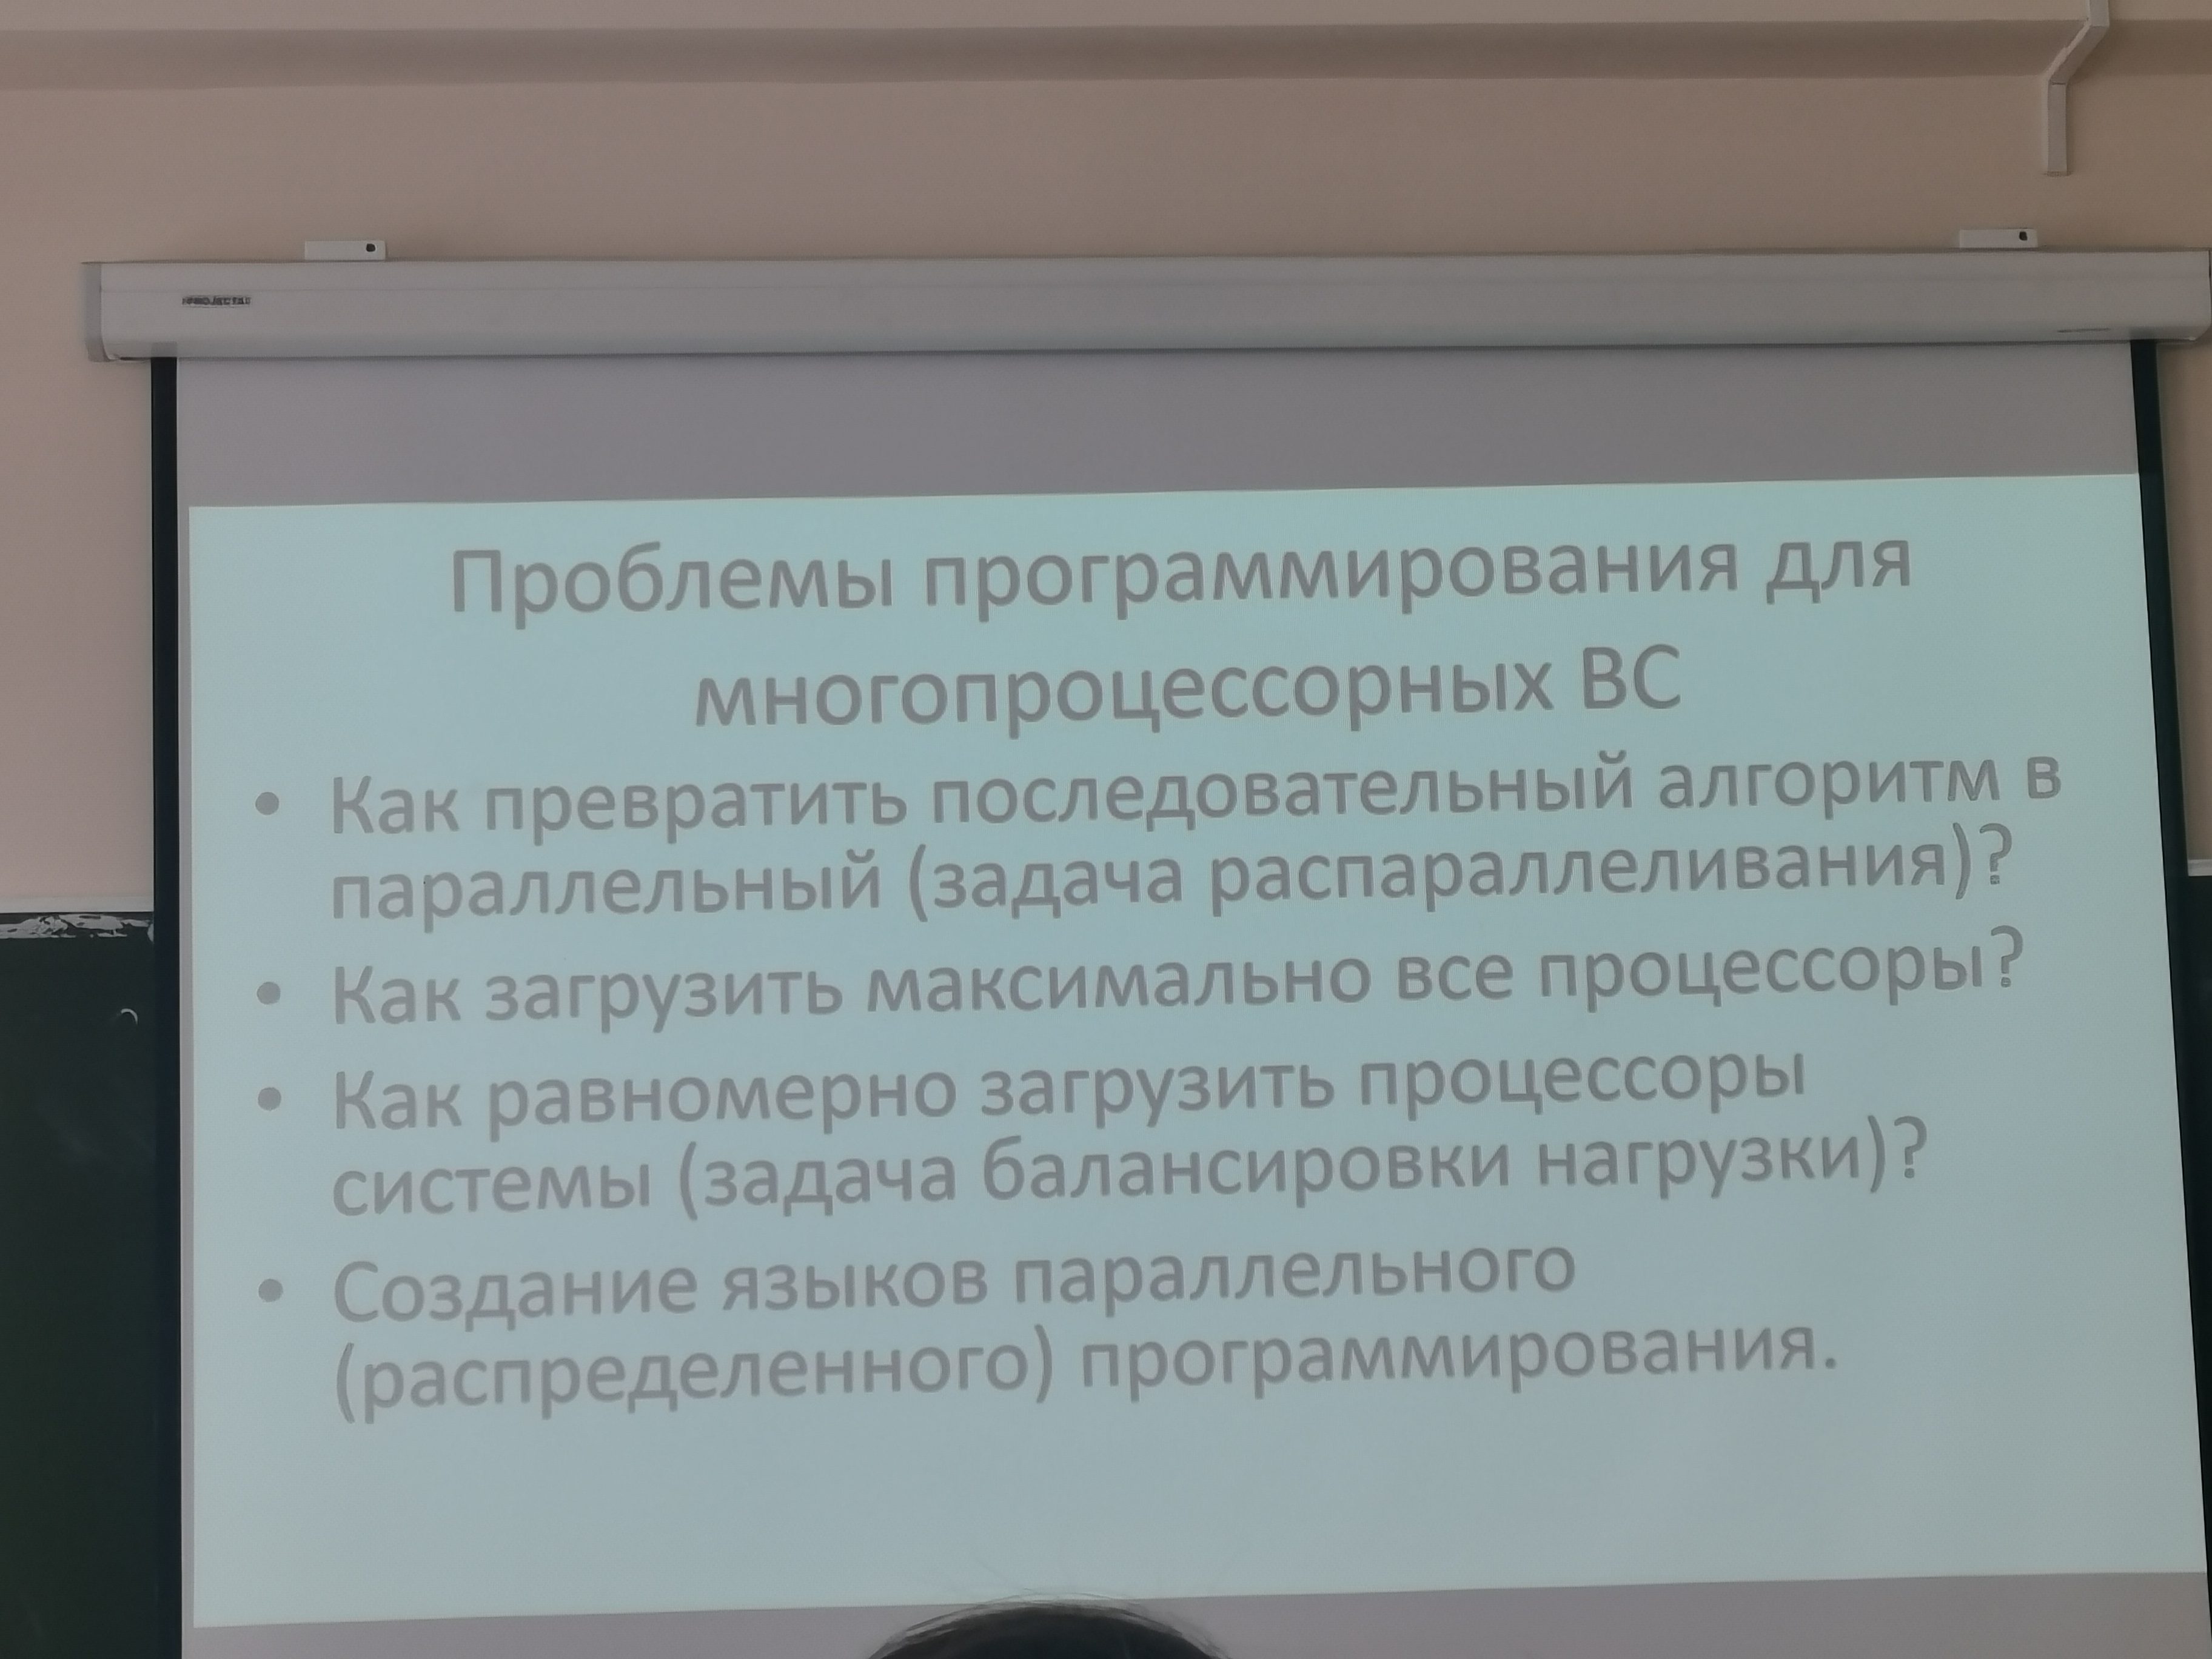 PROJECTA
Проблемы программирования для
многопроцессорных ВС
• Как превратить последовательный алгоритм в
параллельный (задача распараллеливания)?
• Как загрузить максимально все процессоры?
• Как равномерно загрузить процессоры
системы (задача балансировки нагрузки)?
• Создание языков параллельного
(распределенного) программирования.